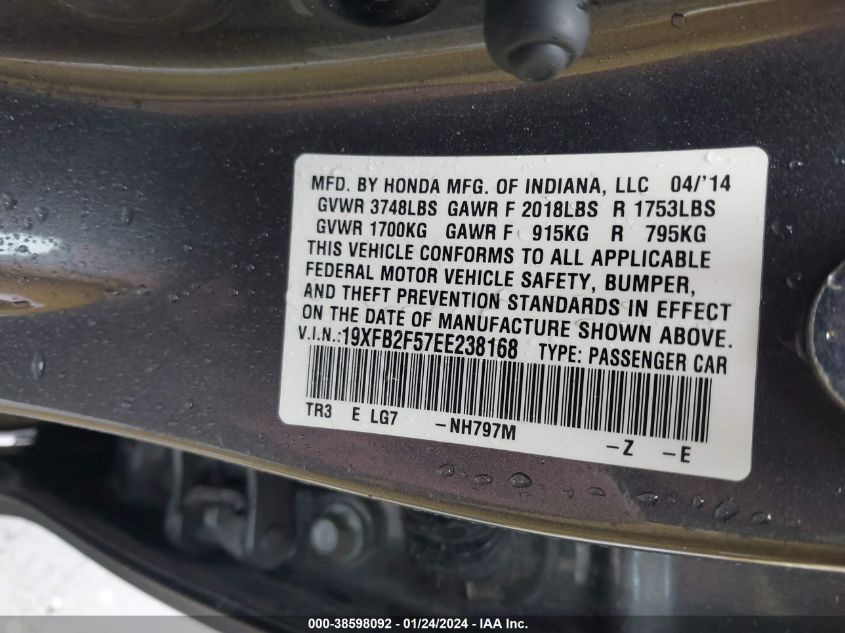 MFD. BY HONDA MFG. OF INDIANA, LLC 04/'14
GVWR 3748LBS GAWR F 2018LBS R 1753LBS
GVWR 1700KG GAWR F 915KG R 795KG
THIS VEHICLE CONFORMS TO ALL APPLICABLE
FEDERAL MOTOR VEHICLE SAFETY, BUMPER,
AND THEFT PREVENTION STANDARDS IN EFFECT
ON THE DATE OF MANUFACTURE SHOWN ABOVE.
V.I.N.:19XFB2F57EE238168 TYPE: PASSENGER CAR
TR3 E LG7 -NH797M -Z -E
000-38598092 - 01/24/2024 - IAA Inc.